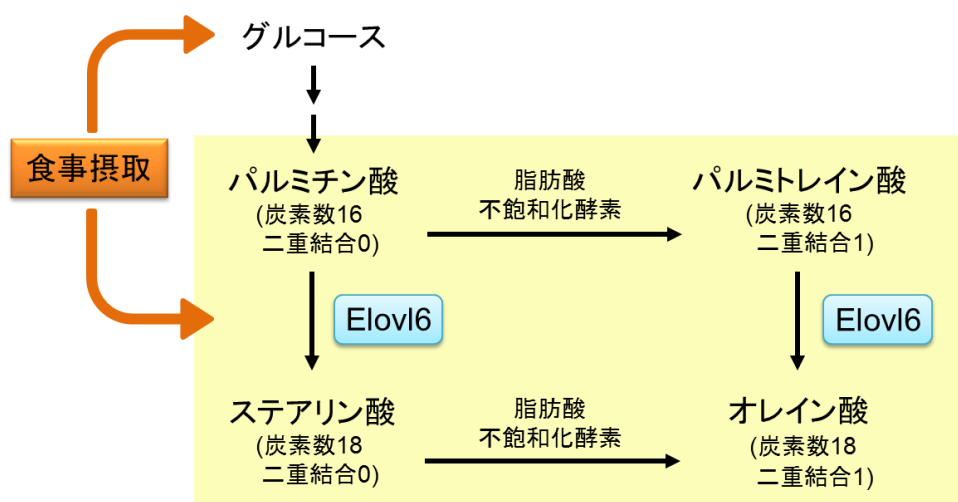 グルコース
食事摂取
パルミチン酸
(炭素数16
二重結合0)
脂肪酸
不飽和化酵素
パルミトレイン酸
(炭素数16
二重結合1)
Elovl6
Elovl6
ステアリン酸
(炭素数18
二重結合0)
脂肪酸
不飽和化酵素
オレイン酸
(炭素数18
二重結合1)